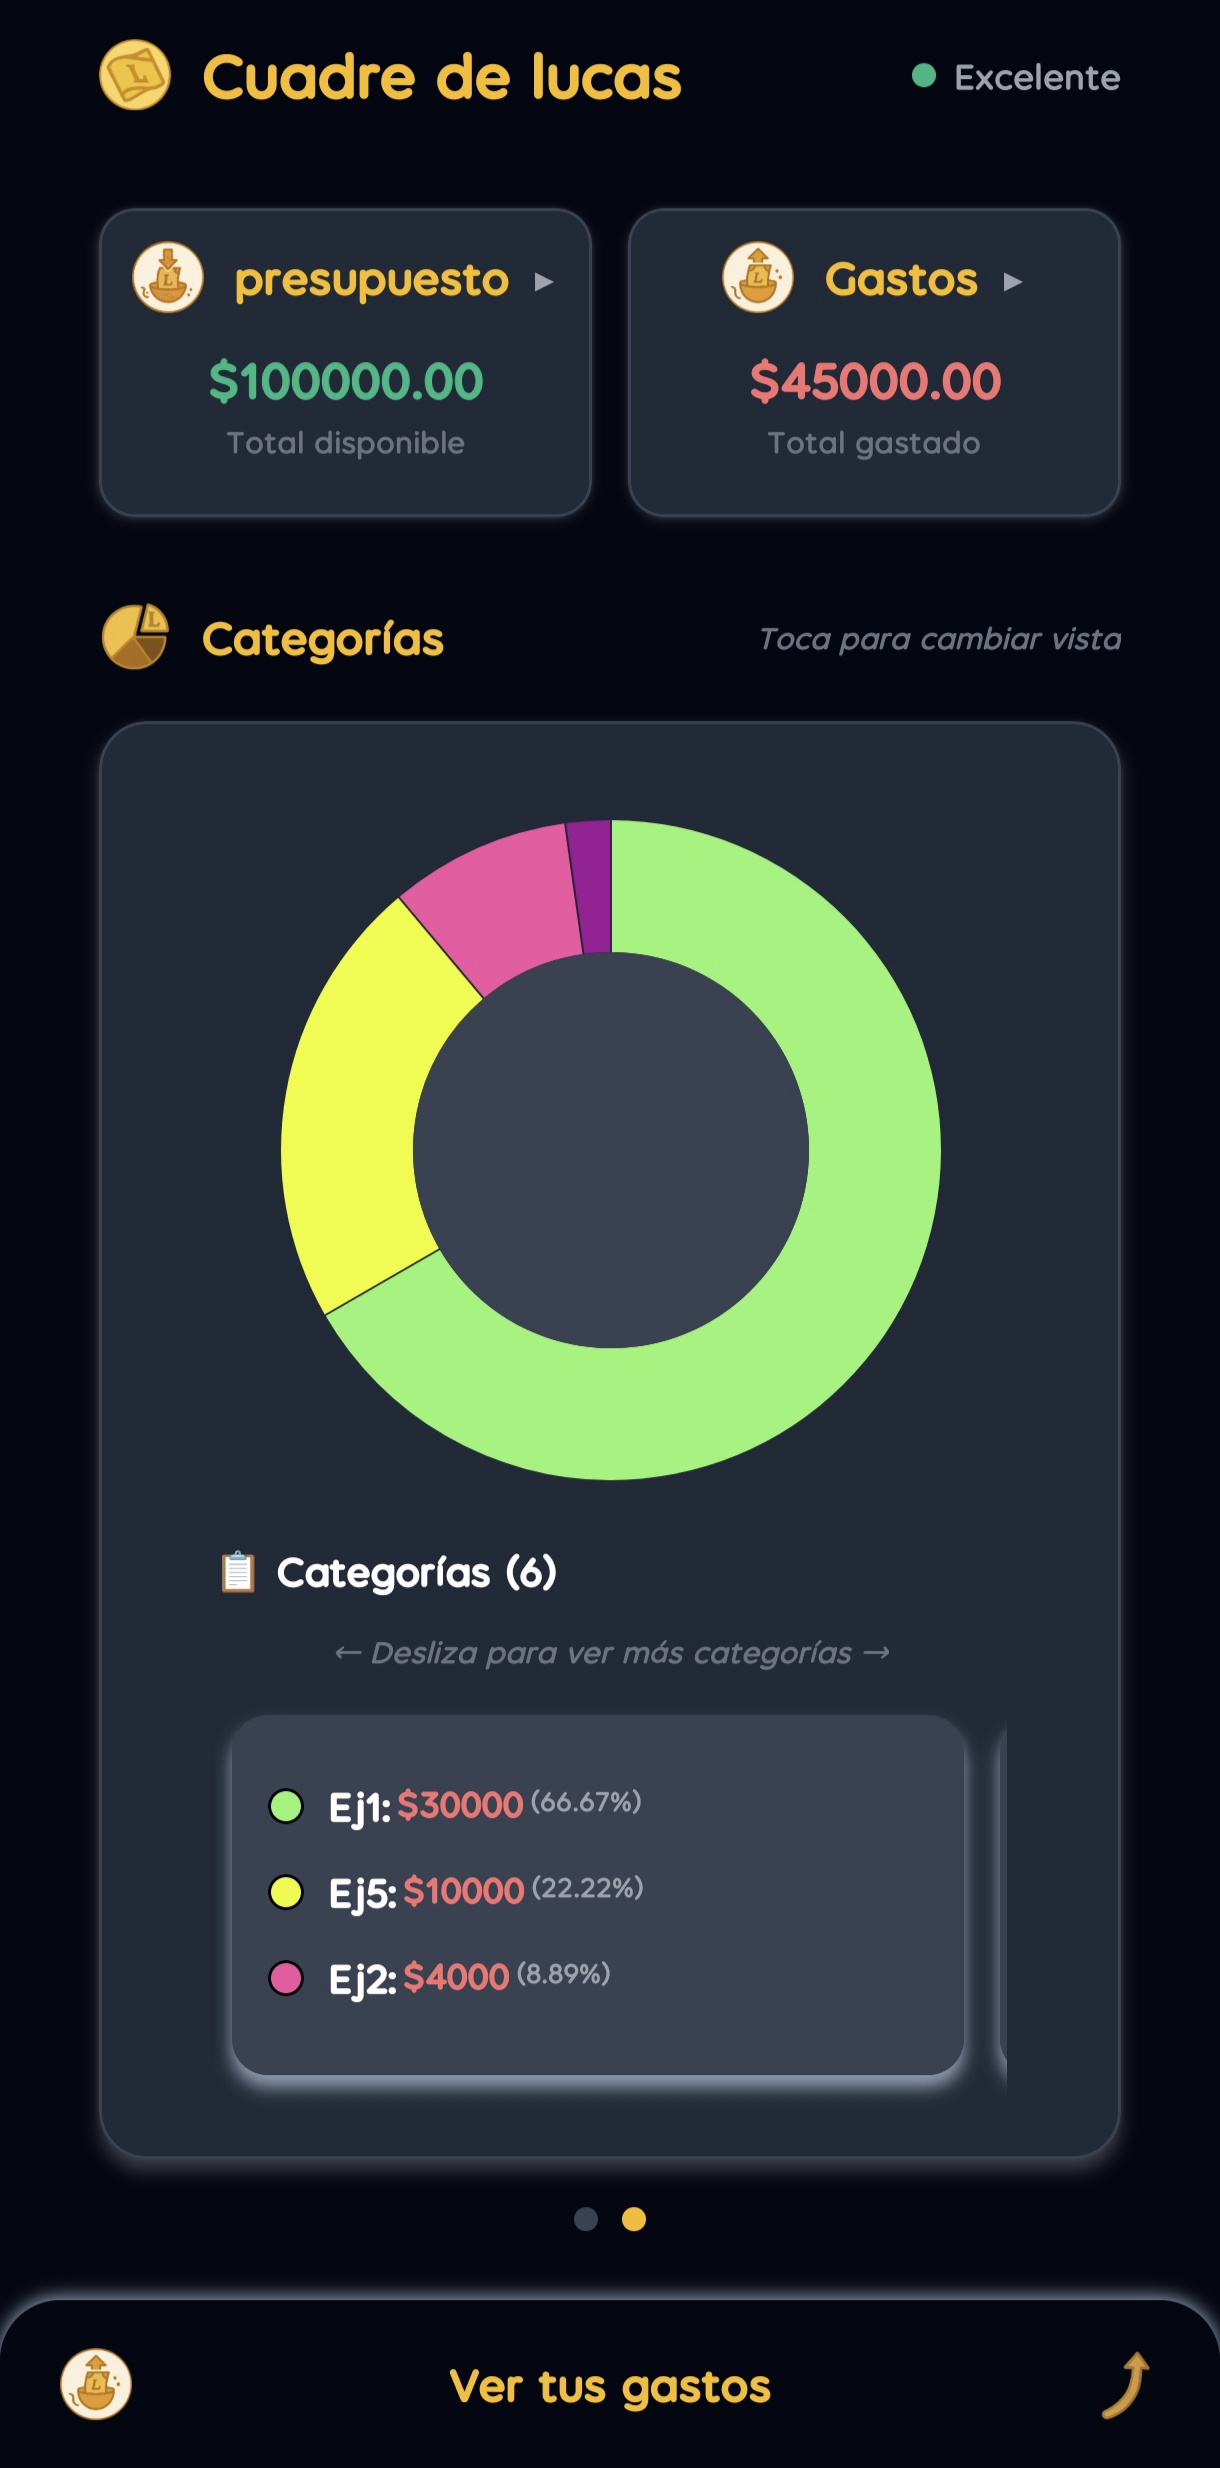 Cuadre de lucas
Excelente
presupuesto ▸
$100000.00
Total disponible
Gastos ▸
$45000.00
Total gastado
Categorías
Toca para cambiar vista
Categorías (6)
← Desliza para ver más categorías →
Ej1: $30000 (66.67%)
Ej5: $10000 (22.22%)
Ej2: $4000 (8.89%)
Ver tus gastos